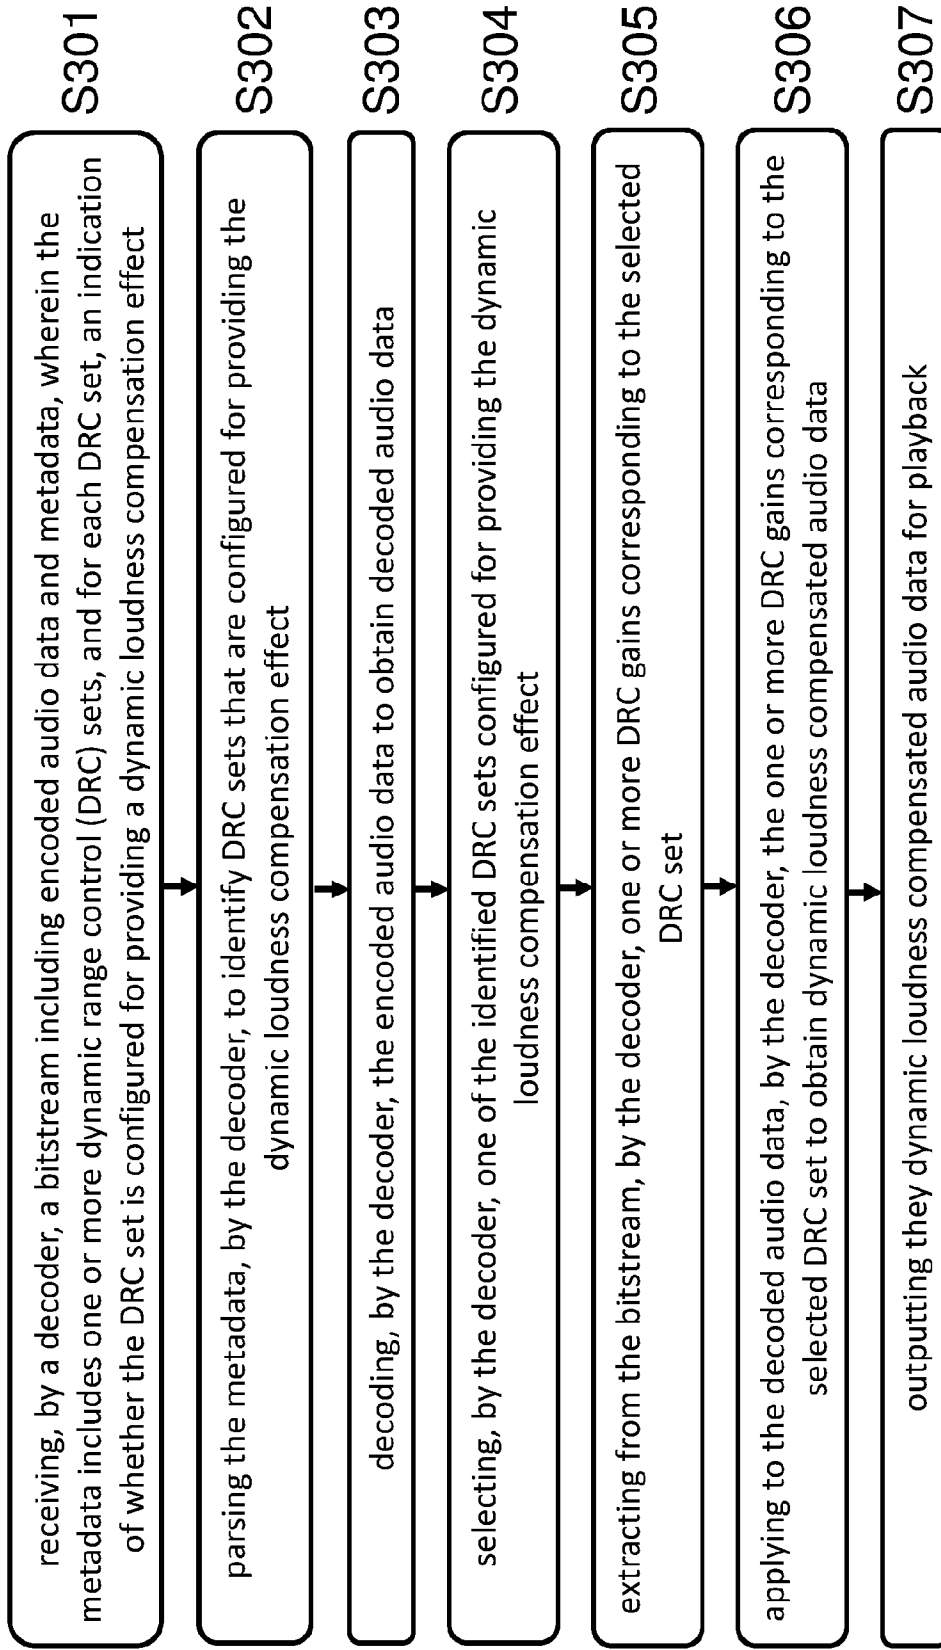 receiving, by a decoder, a bitstream including encoded audio data and metadata, wherein the
metadata includes one or more dynamic range control (DRC) sets, and for each DRC set, an indication
of whether the DRC set is configured for providing a dynamic loudness compensation effect
S301
parsing the metadata, by the decoder, to identify DRC sets that are configured for providing the
dynamic loudness compensation effect
S302
decoding, by the decoder, the encoded audio data to obtain decoded audio data
S303
selecting, by the decoder, one of the identified DRC sets configured for providing the dynamic
loudness compensation effect
S304
extracting from the bitstream, by the decoder, one or more DRC gains corresponding to the selected
DRC set
S305
applying to the decoded audio data, by the decoder, the one or more DRC gains corresponding to the
selected DRC set to obtain dynamic loudness compensated audio data
S306
outputing they dynamic loudness compensated audio data for playback
S307